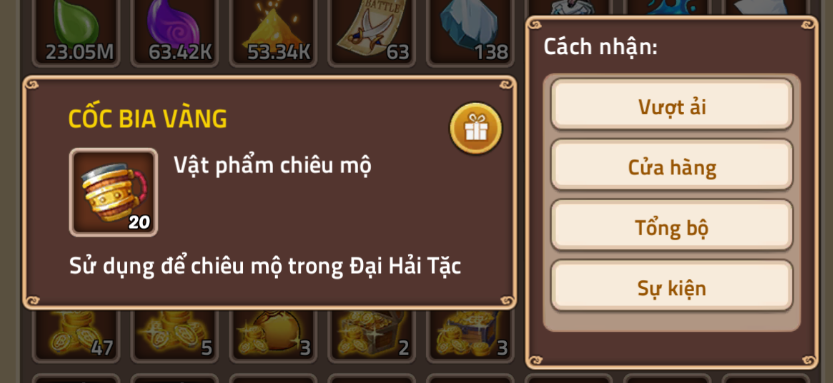 23.05M
63.42K
53.34K
BATTLE
63
138
CỐC BIA VÀNG
Vật phẩm chiêu mộ
20
Sử dụng để chiêu mộ trong Đại Hải Tặc
Cách nhận:
Vượt ải
Cửa hàng
Tổng bộ
Sự kiện
47
5
3
2
3